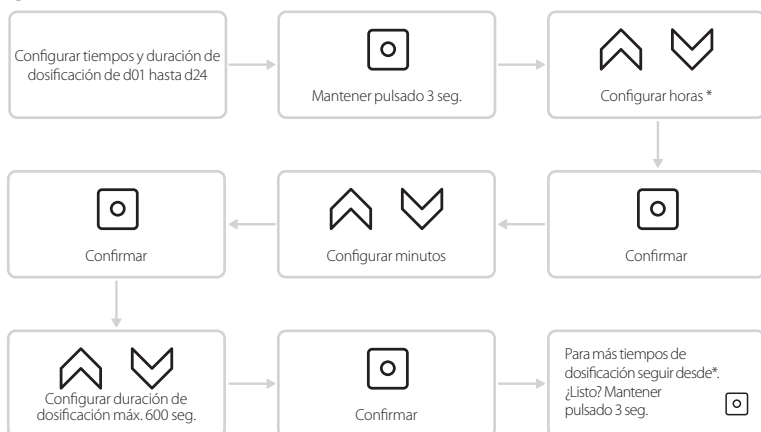 Configurar tiempos y duración de
dosificación de d01 hasta d24
Mantener pulsado 3 seg.
Configurar horas *
Confirmar
Configurar minutos
Confirmar
Configurar duración de
dosificación máx. 600 seg.
Confirmar
Para más tiempos de
dosificación seguir desde*.
¿Listo? Mantener
pulsado 3 seg.